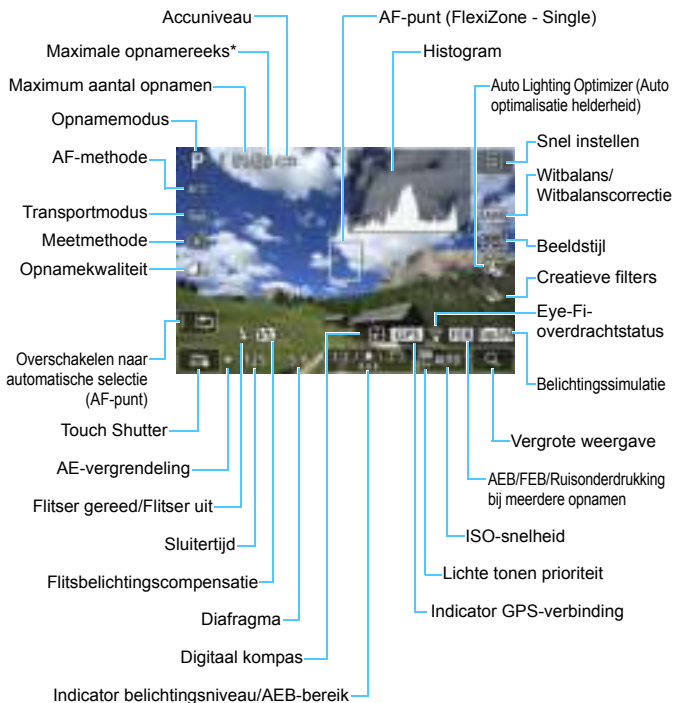 Accuniveau
AF-punt (FlexiZone - Single)
Maximale opnamereeks*
Histogram
Maximum aantal opnamen
Auto Lighting Optimizer (Auto
optimalisatie helderheid)
Opnamemodus
Snel instellen
AF-methode
Witbalans/
Witbalanscorrectie
Transportmodus
Meetmethode
Beeldstijl
Opnamekwaliteit
Creatieve filters
Eye-Fi-
overdrachtstatus
Overschakelen naar
automatische selectie
(AF-punt)
Belichtingssimulatie
Touch Shutter
Vergrote weergave
AE-vergrendeling
AEB/FEB/Ruisonderdrukking
bij meerdere opnamen
Flitser gereed/Flitser uit
ISO-snelheid
Sluitertijd
Lichte tonen prioriteit
Flitsbelichtingscompensatie
Indicator GPS-verbinding
Diafragma
Digitaal kompas
Indicator belichtingsniveau/AEB-bereik
P
GPS